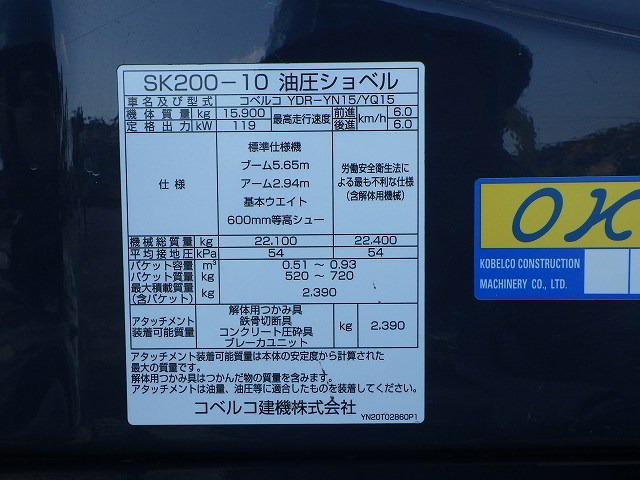 SK200-10 油圧ショベル
車名及び型式 コベルコ YDR-YN15/YQ15
機体質量 kg 15,900 最高走行速度 前進 km/h 6.0
定格出力 kW 119 後進 6.0
仕様
標準仕様機
ブーム5.65m
アーム2.94m
基本ウエイト
600mm等高シュー
労働安全衛生法に
よる最も不利な仕様
(含解体用機械)
機械総質量 kg 22,100 22,400
平均接地圧 kPa 54 54
バケット容量 m³ 0.51 ~ 0.93
バケット質量 kg 520 ~ 720
最大積載質量
(含バケット) kg 2,390
アタッチメント
装着可能質量
解体用つかみ具
鉄骨切断具
コンクリート圧砕具
ブレーカユニット
kg 2,390
アタッチメント装着可能質量は本体の安定度から計算された
最大の質量です。
解体用つかみ具はつかんだ物の質量を含みます。
アタッチメントは油量、油圧等に適合したものを装着してください。
コベルコ建機株式会社
YN20T02860P1
OK
KOBELCO CONSTRUCTION
MACHINERY CO., LTD.